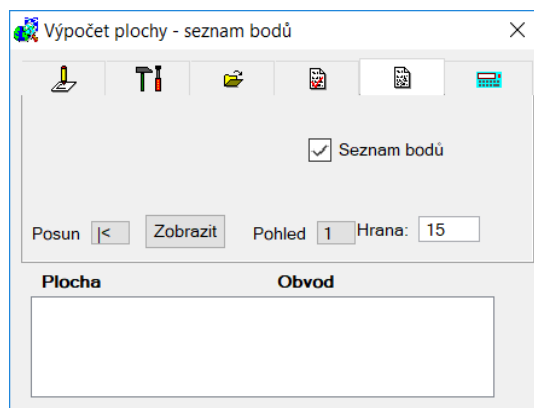 Výpočet plochy - seznam bodů
Seznam bodů
Posun |< Zobrazit Pohled 1 Hrana: 15
Plocha Obvod